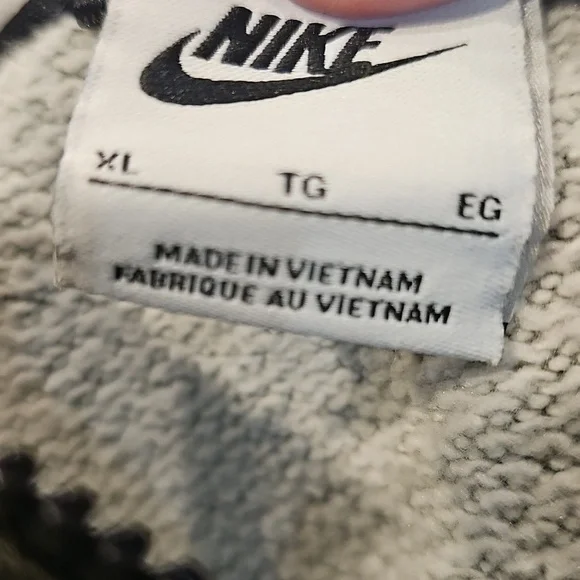 NIKE
XL TG EG
MADE IN VIETNAM
FABRIQUE AU VIETNAM